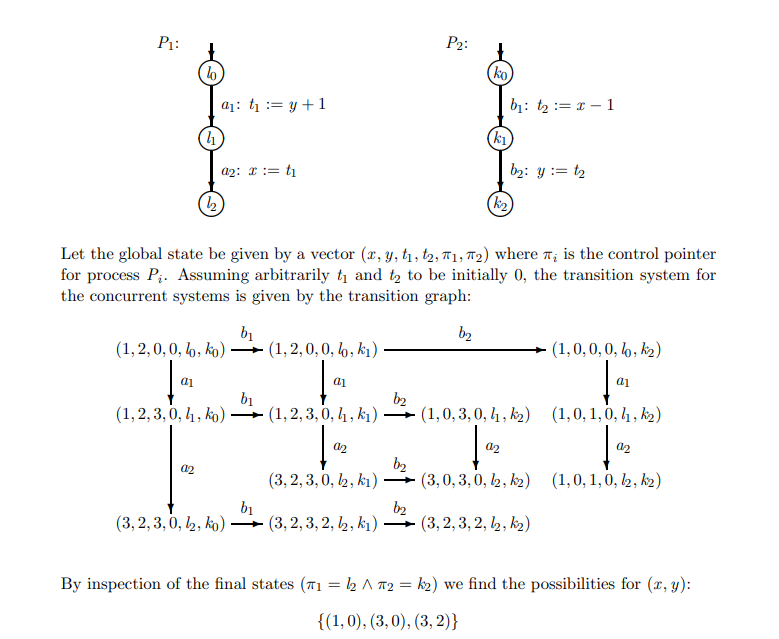 P₁: P₂:
l₀ k₀
a₁: t₁ := y + 1 b₁: t₂ := x − 1
l₁ k₁
a₂: x := t₁ b₂: y := t₂
l₂ k₂
Let the global state be given by a vector (x, y, t₁, t₂, π₁, π₂) where πᵢ is the control pointer
for process Pᵢ. Assuming arbitrarily t₁ and t₂ to be initially 0, the transition system for
the concurrent systems is given by the transition graph:
b₁ b₂
(1, 2, 0, 0, l₀, k₀) (1, 2, 0, 0, l₀, k₁) (1, 0, 0, 0, l₀, k₂)
a₁ a₁ a₁
b₁ b₂
(1, 2, 3, 0, l₁, k₀) (1, 2, 3, 0, l₁, k₁) (1, 0, 3, 0, l₁, k₂) (1, 0, 1, 0, l₁, k₂)
a₂ a₂ a₂ a₂
b₂
(3, 2, 3, 0, l₂, k₁) (3, 0, 3, 0, l₂, k₂) (1, 0, 1, 0, l₂, k₂)
b₁ b₂
(3, 2, 3, 0, l₂, k₀) (3, 2, 3, 2, l₂, k₁) (3, 2, 3, 2, l₂, k₂)
By inspection of the final states (π₁ = l₂ ∧ π₂ = k₂) we find the possibilities for (x, y):
{(1, 0), (3, 0), (3, 2)}